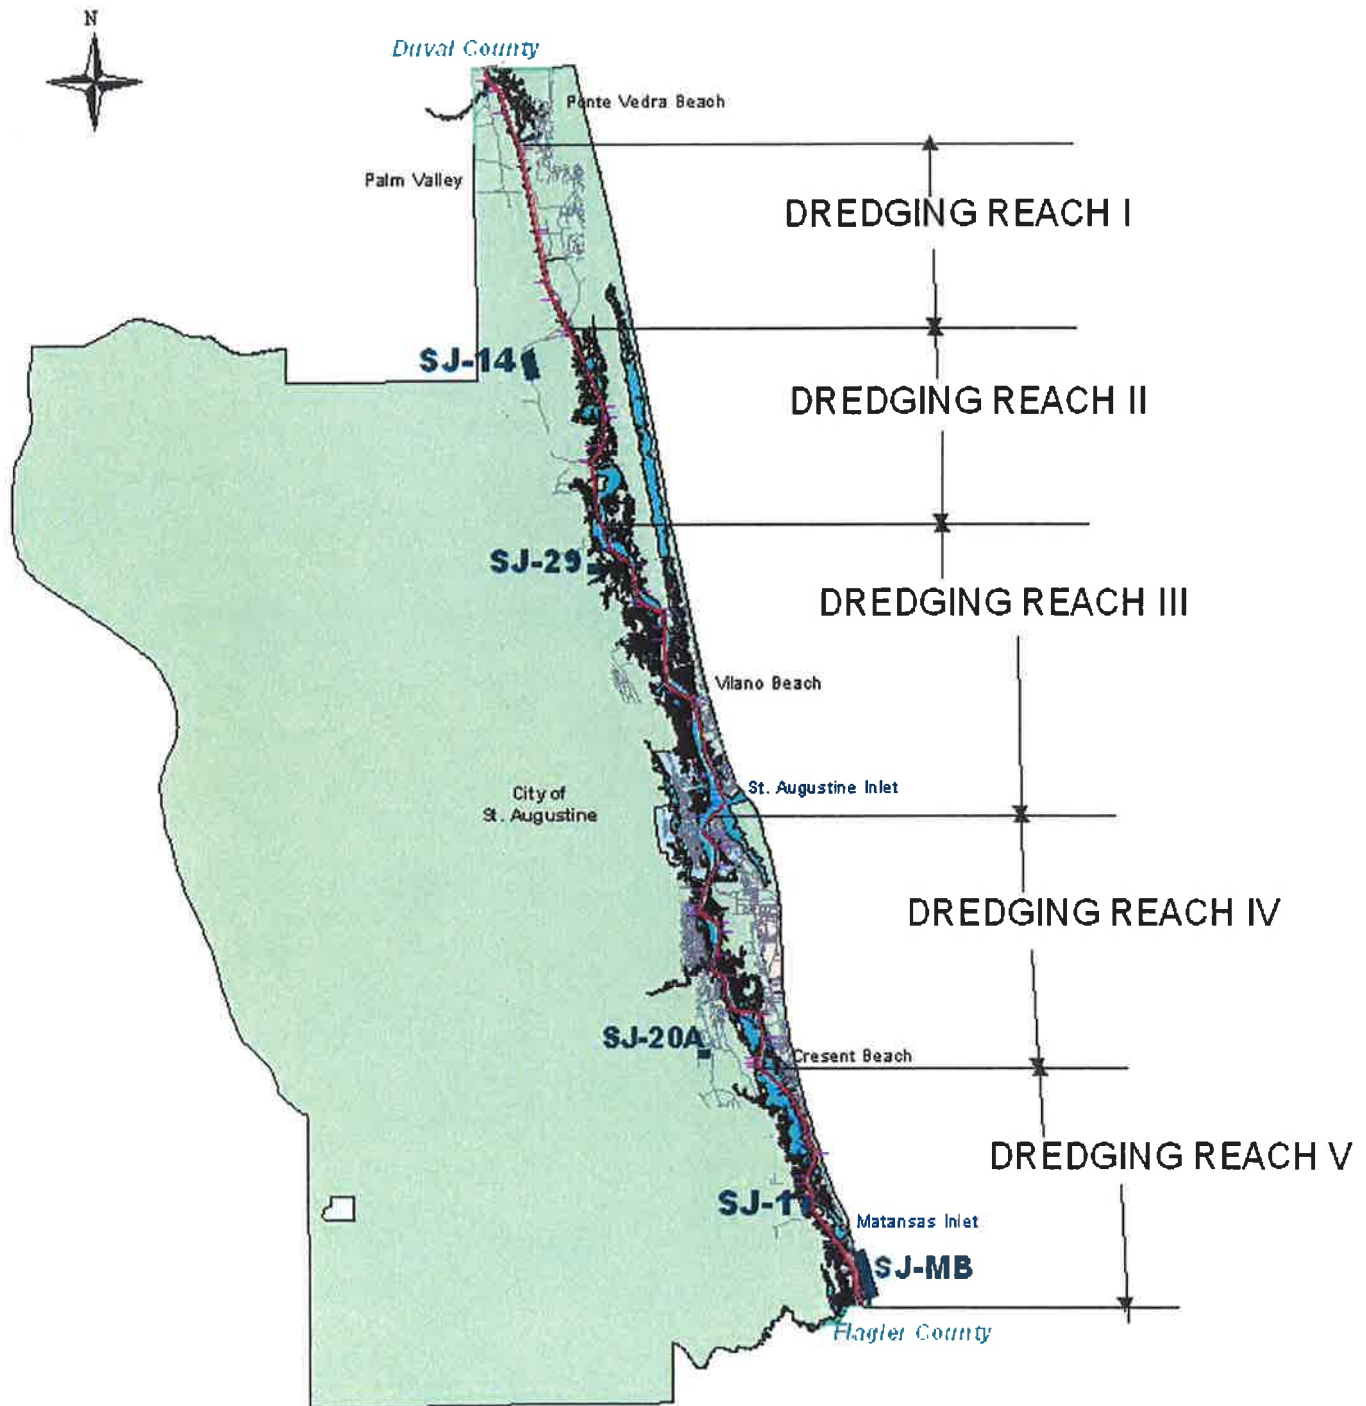 N
Duval County
Ponte Vedra Beach
Palm Valley
DREDGING REACH I
SJ-14
DREDGING REACH II
SJ-29
DREDGING REACH III
Vilano Beach
St. Augustine Inlet
City of
St. Augustine
DREDGING REACH IV
SJ-20A
Cresent Beach
DREDGING REACH V
SJ-1
Matansas Inlet
SJ-MB
Flagler County